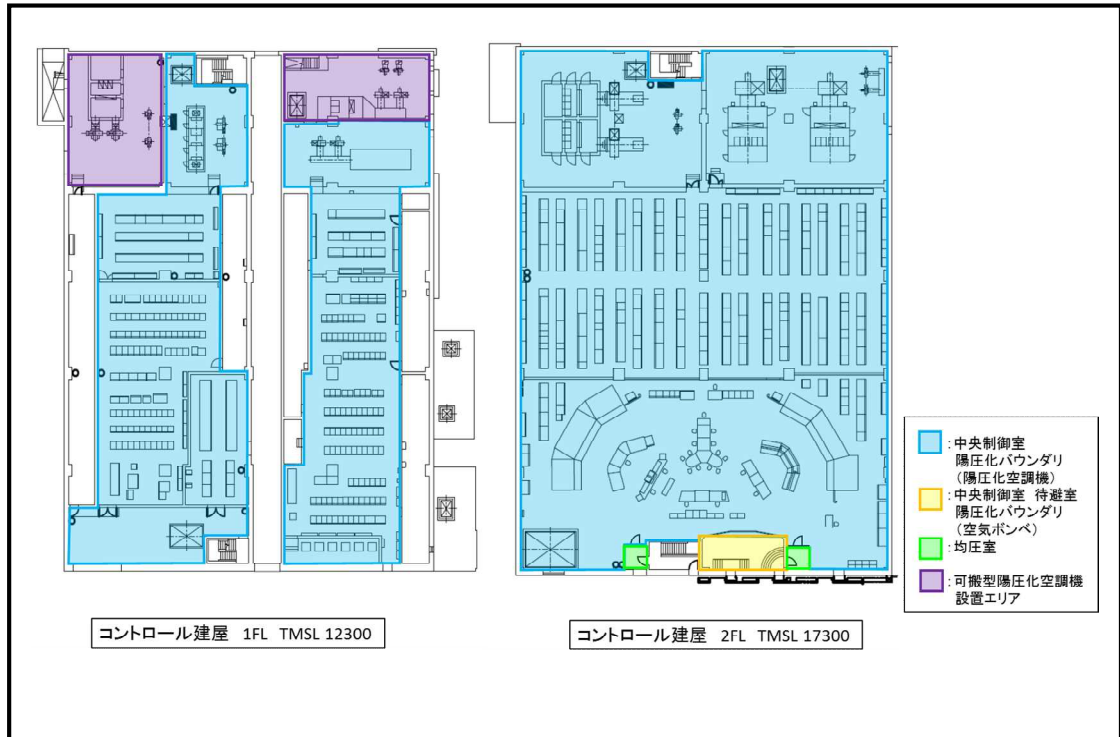 :中央制御室
陽圧化バウンダリ
(陽圧化空調機)
:中央制御室 待避室
陽圧化バウンダリ
(空気ボンベ)
:均圧室
:可搬型陽圧化空調機
設置エリア
コントロール建屋 1FL TMSL 12300
コントロール建屋 2FL TMSL 17300